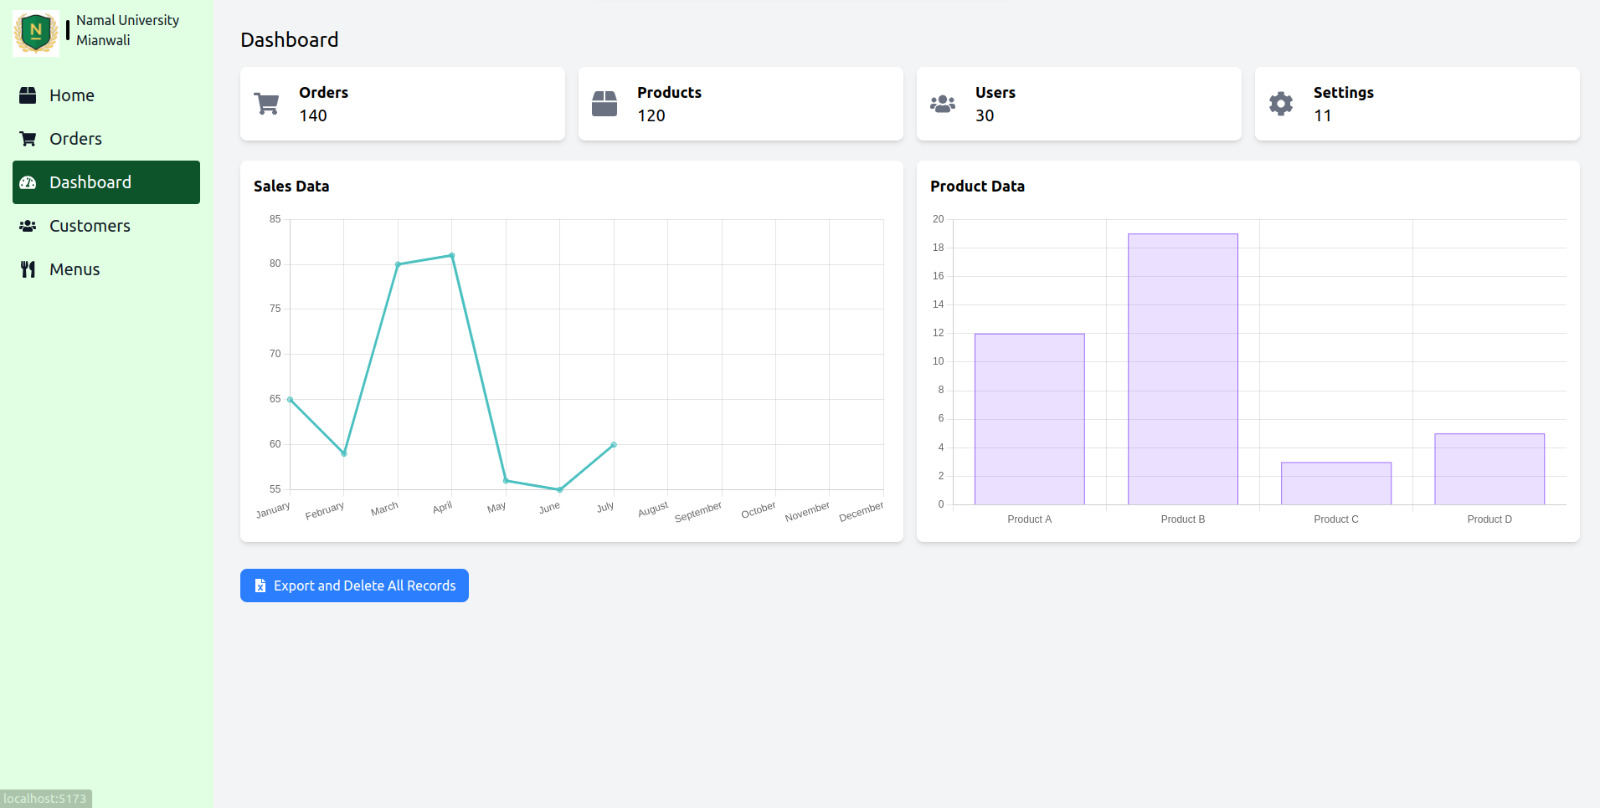 Namal University
Mianwali
N
Home
Orders
Dashboard
Customers
Menus
Dashboard
Orders
140
Products
120
Users
30
Settings
11
Sales Data
85
80
75
70
65
60
55
January
February
March
April
May
June
July
August
September
October
November
December
Product Data
20
18
16
14
12
10
8
6
4
2
0
Product A
Product B
Product C
Product D
Export and Delete All Records
localhost:5173